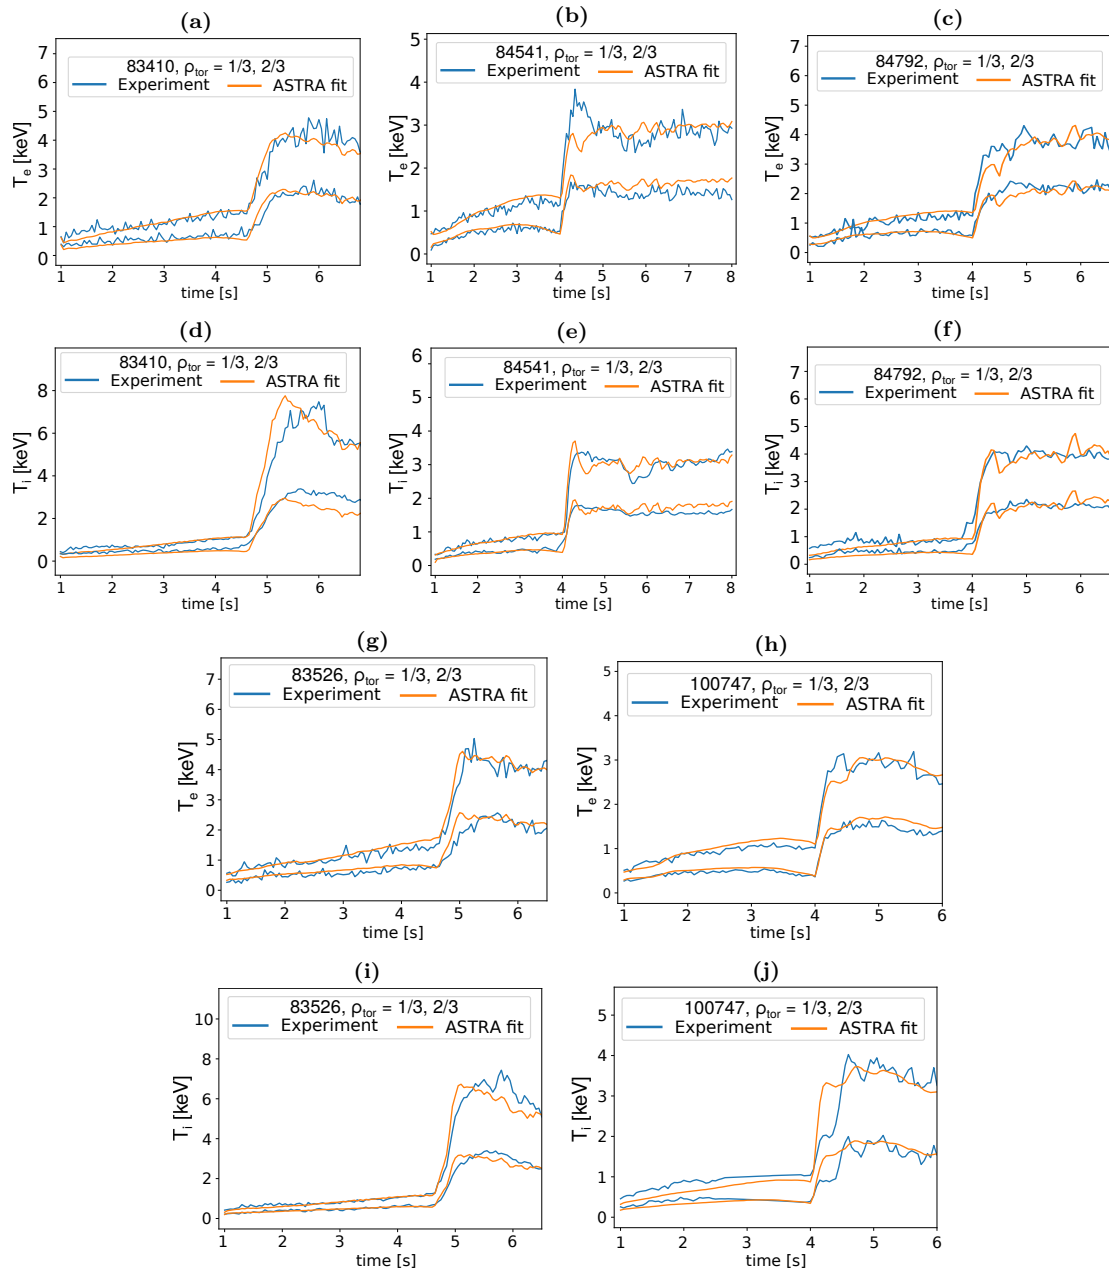 (a)
83410, ρtor = 1/3, 2/3
Experiment ASTRA fit
T_e [keV]
7
6
5
4
3
2
1
0
1 2 3 4 5 6
time [s]
(b)
84541, ρtor = 1/3, 2/3
Experiment ASTRA fit
T_e [keV]
5
4
3
2
1
0
1 2 3 4 5 6 7 8
time [s]
(c)
84792, ρtor = 1/3, 2/3
Experiment ASTRA fit
T_e [keV]
7
6
5
4
3
2
1
0
1 2 3 4 5 6
time [s]
(d)
83410, ρtor = 1/3, 2/3
Experiment ASTRA fit
T_i [keV]
8
6
4
2
0
1 2 3 4 5 6
time [s]
(e)
84541, ρtor = 1/3, 2/3
Experiment ASTRA fit
T_i [keV]
6
5
4
3
2
1
0
1 2 3 4 5 6 7 8
time [s]
(f)
84792, ρtor = 1/3, 2/3
Experiment ASTRA fit
T_i [keV]
7
6
5
4
3
2
1
0
1 2 3 4 5 6
time [s]
(g)
83526, ρtor = 1/3, 2/3
Experiment ASTRA fit
T_e [keV]
7
6
5
4
3
2
1
0
1 2 3 4 5 6
time [s]
(h)
100747, ρtor = 1/3, 2/3
Experiment ASTRA fit
T_e [keV]
5
4
3
2
1
0
1 2 3 4 5 6
time [s]
(i)
83526, ρtor = 1/3, 2/3
Experiment ASTRA fit
T_i [keV]
10
8
6
4
2
0
1 2 3 4 5 6
time [s]
(j)
100747, ρtor = 1/3, 2/3
Experiment ASTRA fit
T_i [keV]
5
4
3
2
1
0
1 2 3 4 5 6
time [s]